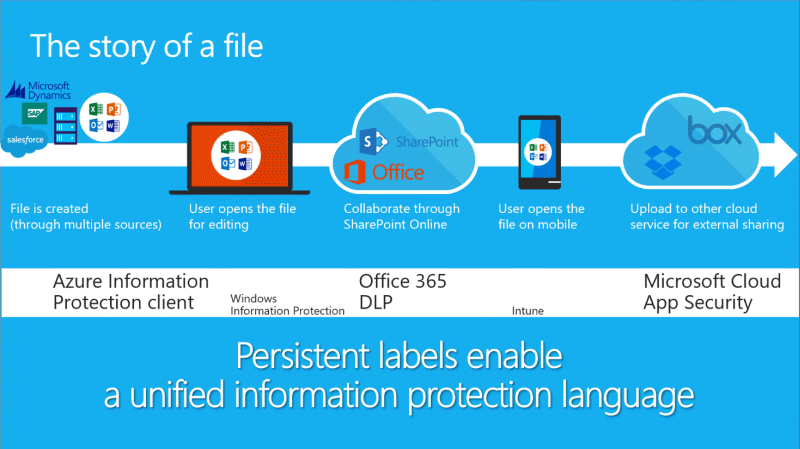 The story of a file
Microsoft
Dynamics
SAP
salesforce
SharePoint
Office
box
File is created
(through multiple sources)
User opens the file
for editing
Collaborate through
SharePoint Online
User opens the
file on mobile
Upload to other cloud
service for external sharing
Azure Information
Protection client
Windows
Information Protection
Office 365
DLP
Intune
Microsoft Cloud
App Security
Persistent labels enable
a unified information protection language